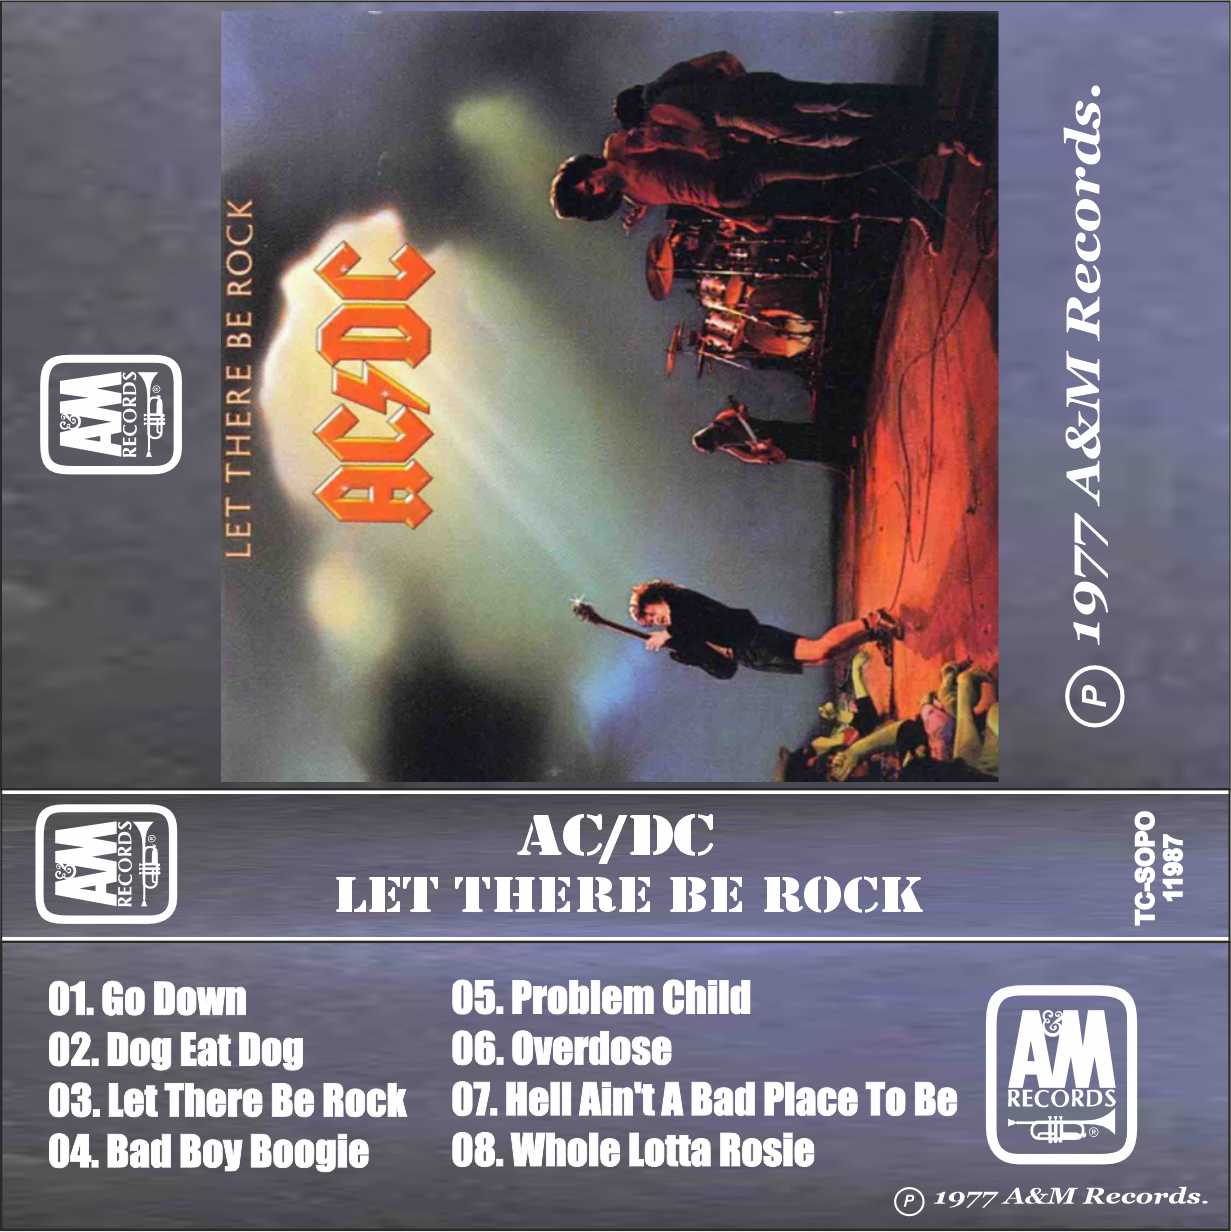 LET THERE BE ROCK
AC/DC
A&M
RECORDS
®
Ⓟ 1977 A&M Records.
A&M
RECORDS
®
AC/DC
LET THERE BE ROCK
TC-SOPO
11987
01. Go Down
02. Dog Eat Dog
03. Let There Be Rock
04. Bad Boy Boogie
05. Problem Child
06. Overdose
07. Hell Ain't A Bad Place To Be
08. Whole Lotta Rosie
A&M
RECORDS
®
Ⓟ 1977 A&M Records.